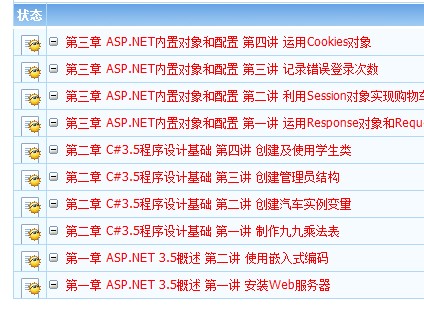 状态
第三章 ASP.NET内置对象和配置 第四讲 运用Cookies对象
第三章 ASP.NET内置对象和配置 第三讲 记录错误登录次数
第三章 ASP.NET内置对象和配置 第二讲 利用Session对象实现购物车
第三章 ASP.NET内置对象和配置 第一讲 运用Response对象和Reque
第二章 C#3.5程序设计基础 第四讲 创建及使用学生类
第二章 C#3.5程序设计基础 第三讲 创建管理员结构
第二章 C#3.5程序设计基础 第二讲 创建汽车实例变量
第二章 C#3.5程序设计基础 第一讲 制作九九乘法表
第一章 ASP.NET 3.5概述 第二讲 使用嵌入式编码
第一章 ASP.NET 3.5概述 第一讲 安装Web服务器